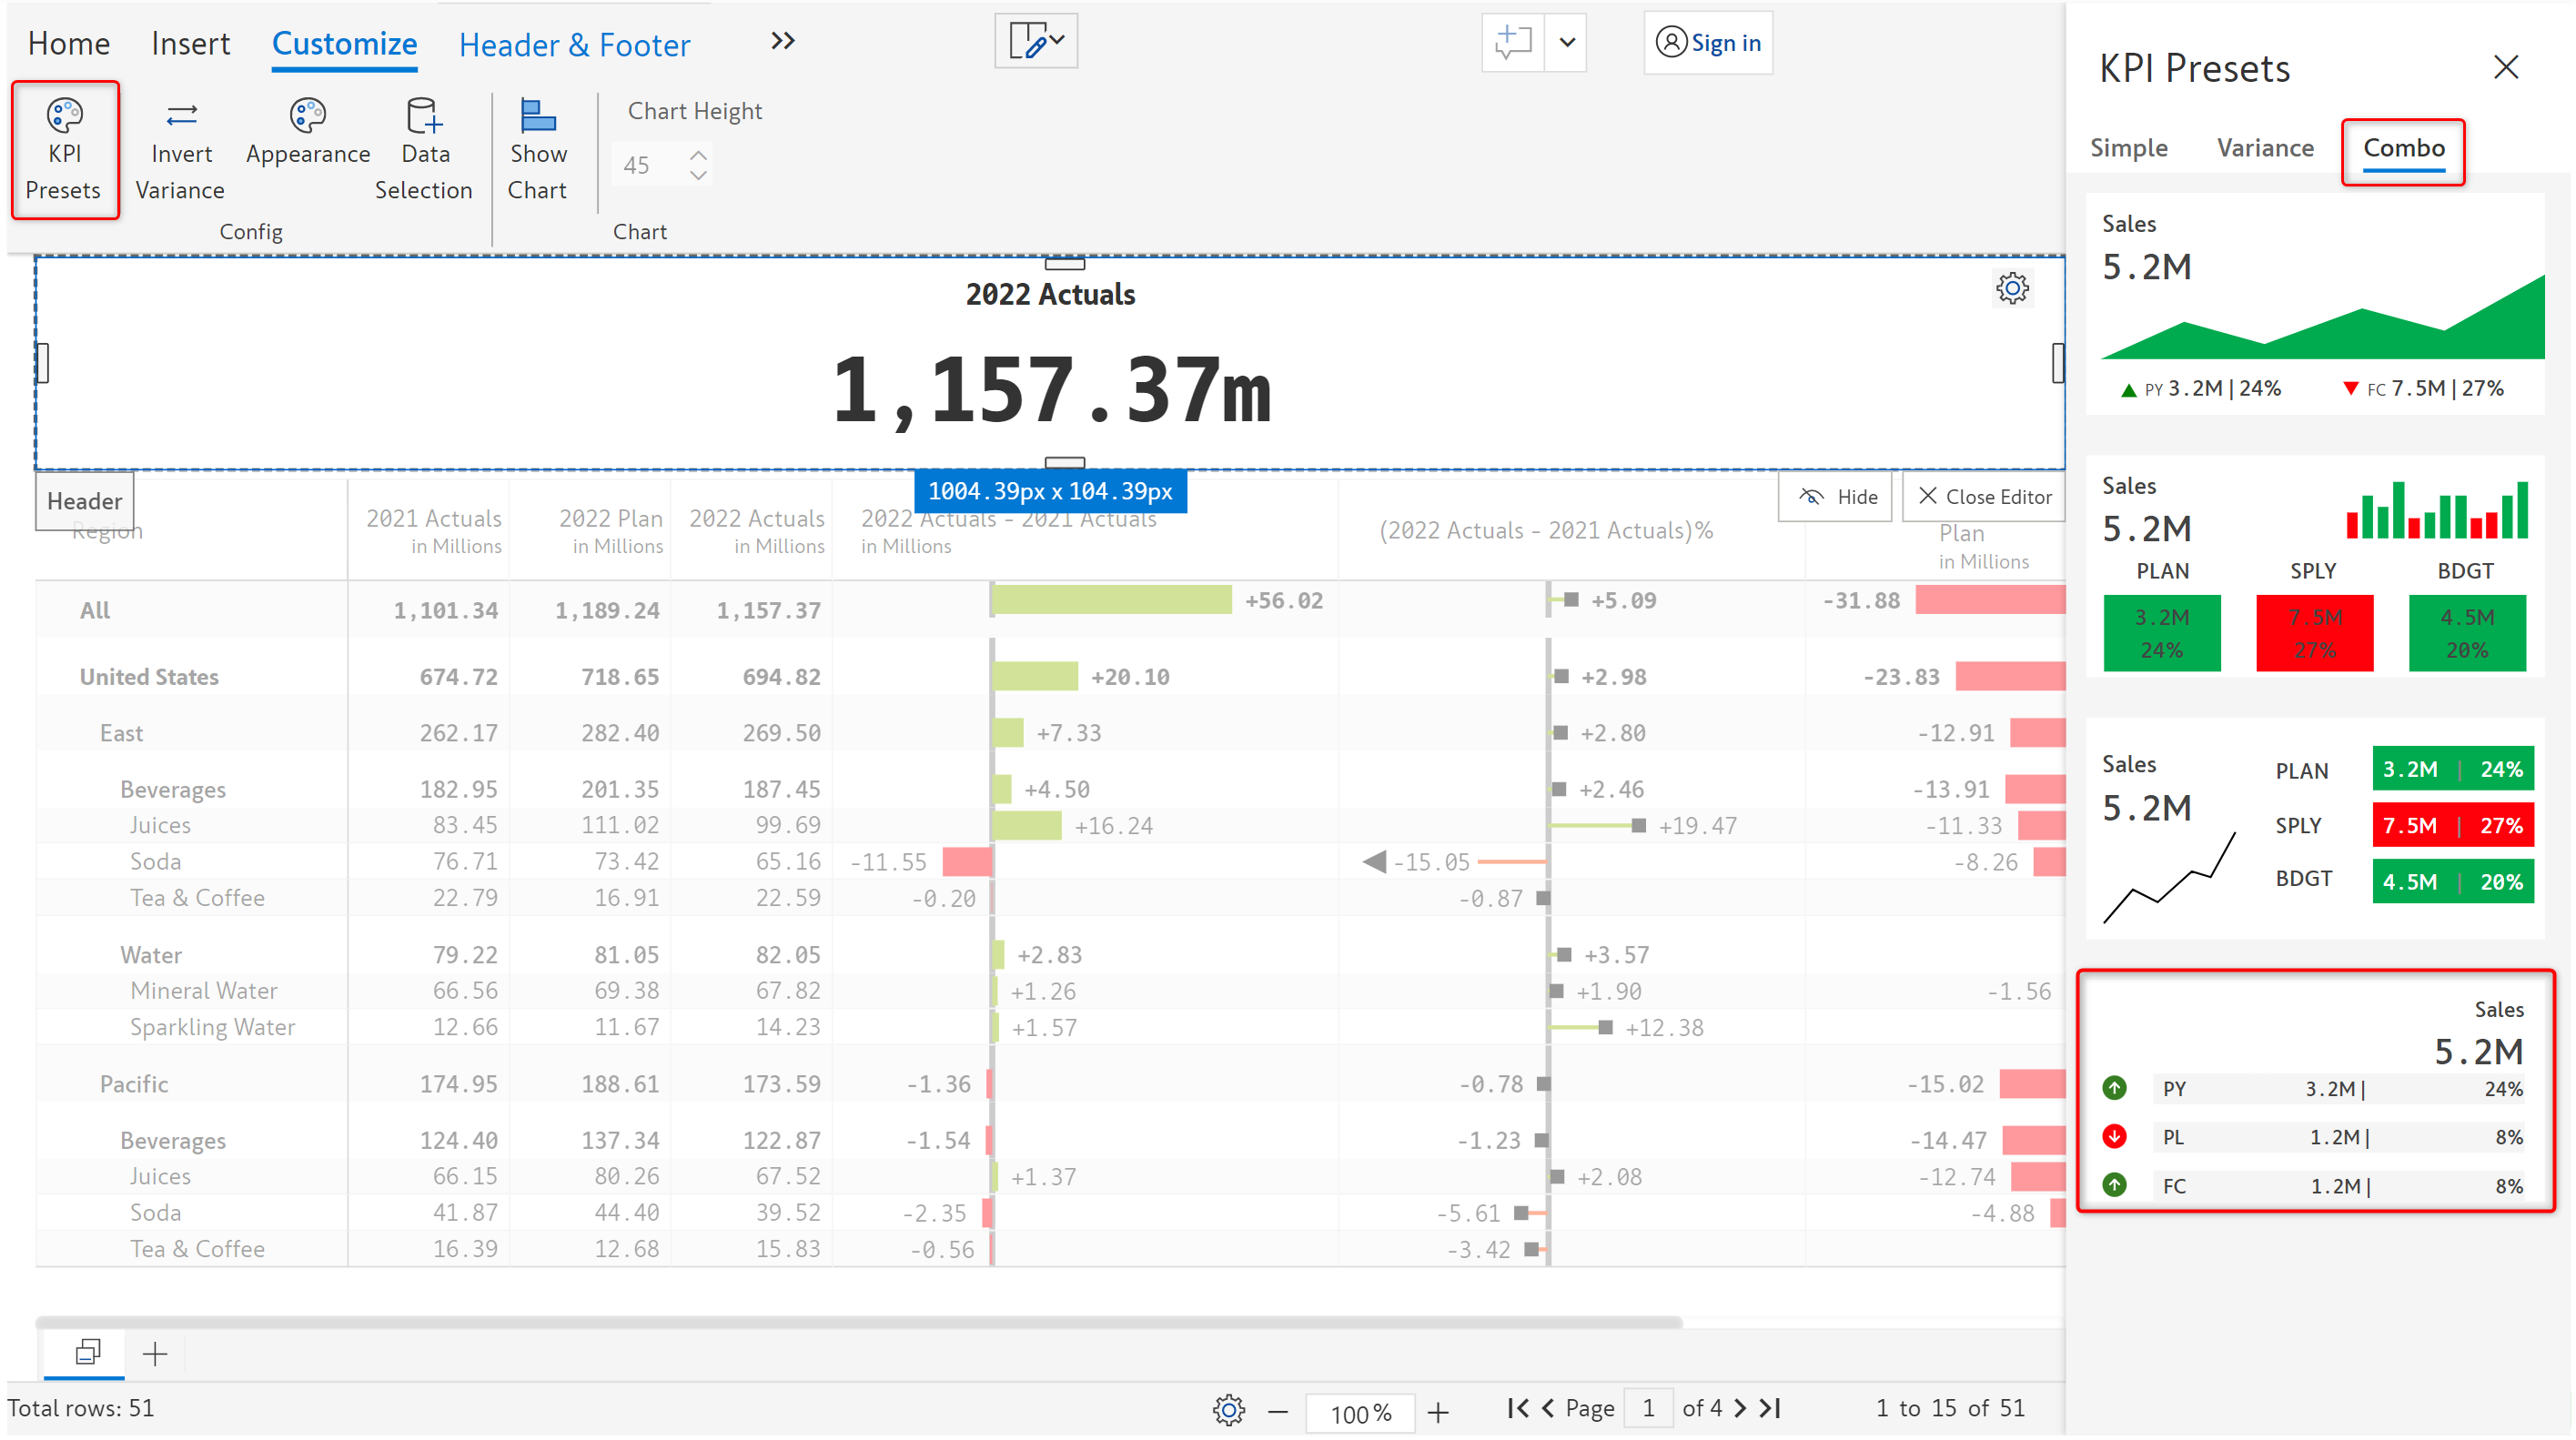 Home Insert Customize Header & Footer
Sign in
KPI Presets
Invert Variance
Appearance
Data Selection
Show Chart
Chart Height
45
Config
Chart
2022 Actuals
1,157.37m
1004.39px x 104.39px
Header
Hide
Close Editor
Region
2021 Actuals in Millions
2022 Plan in Millions
2022 Actuals in Millions
2022 Actuals - 2021 Actuals in Millions
(2022 Actuals - 2021 Actuals)%
Plan in Millions
All 1,101.34 1,189.24 1,157.37 +56.02 +5.09 -31.88
United States 674.72 718.65 694.82 +20.10 +2.98 -23.83
East 262.17 282.40 269.50 +7.33 +2.80 -12.91
Beverages 182.95 201.35 187.45 +4.50 +2.46 -13.91
Juices 83.45 111.02 99.69 +16.24 +19.47 -11.33
Soda 76.71 73.42 65.16 -11.55 -15.05 -8.26
Tea & Coffee 22.79 16.91 22.59 -0.20 -0.87
Water 79.22 81.05 82.05 +2.83 +3.57
Mineral Water 66.56 69.38 67.82 +1.26 +1.90 -1.56
Sparkling Water 12.66 11.67 14.23 +1.57 +12.38
Pacific 174.95 188.61 173.59 -1.36 -0.78 -15.02
Beverages 124.40 137.34 122.87 -1.54 -1.23 -14.47
Juices 66.15 80.26 67.52 +1.37 +2.08 -12.74
Soda 41.87 44.40 39.52 -2.35 -5.61 -4.88
Tea & Coffee 16.39 12.68 15.83 -0.56 -3.42
Total rows: 51
100%
Page 1 of 4
1 to 15 of 51
KPI Presets
Simple Variance Combo
Sales
5.2M
PY 3.2M | 24% FC 7.5M | 27%
Sales
5.2M
PLAN SPLY BDGT
3.2M 7.5M 4.5M
24% 27% 20%
Sales
5.2M
PLAN 3.2M | 24%
SPLY 7.5M | 27%
BDGT 4.5M | 20%
Sales
5.2M
PY 3.2M | 24%
PL 1.2M | 8%
FC 1.2M | 8%